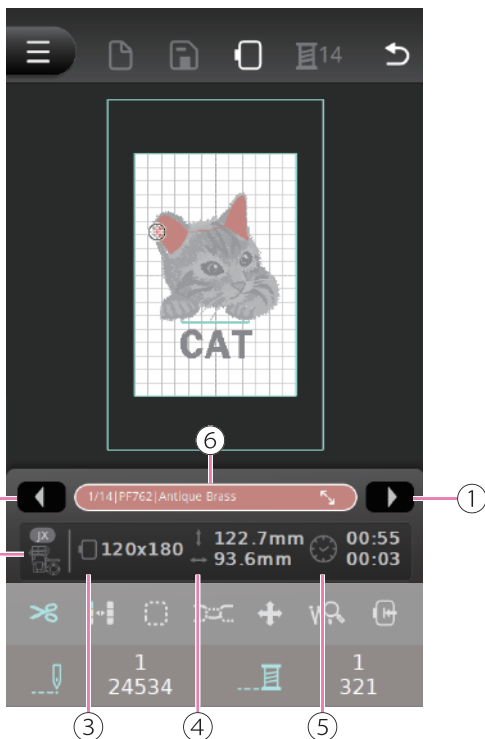 14
CAT
⑥
1/14|PF762|Antique Brass
①
JX
120x180
122.7mm
93.6mm
00:55
00:03
W
1
24534
1
321
③
④
⑤